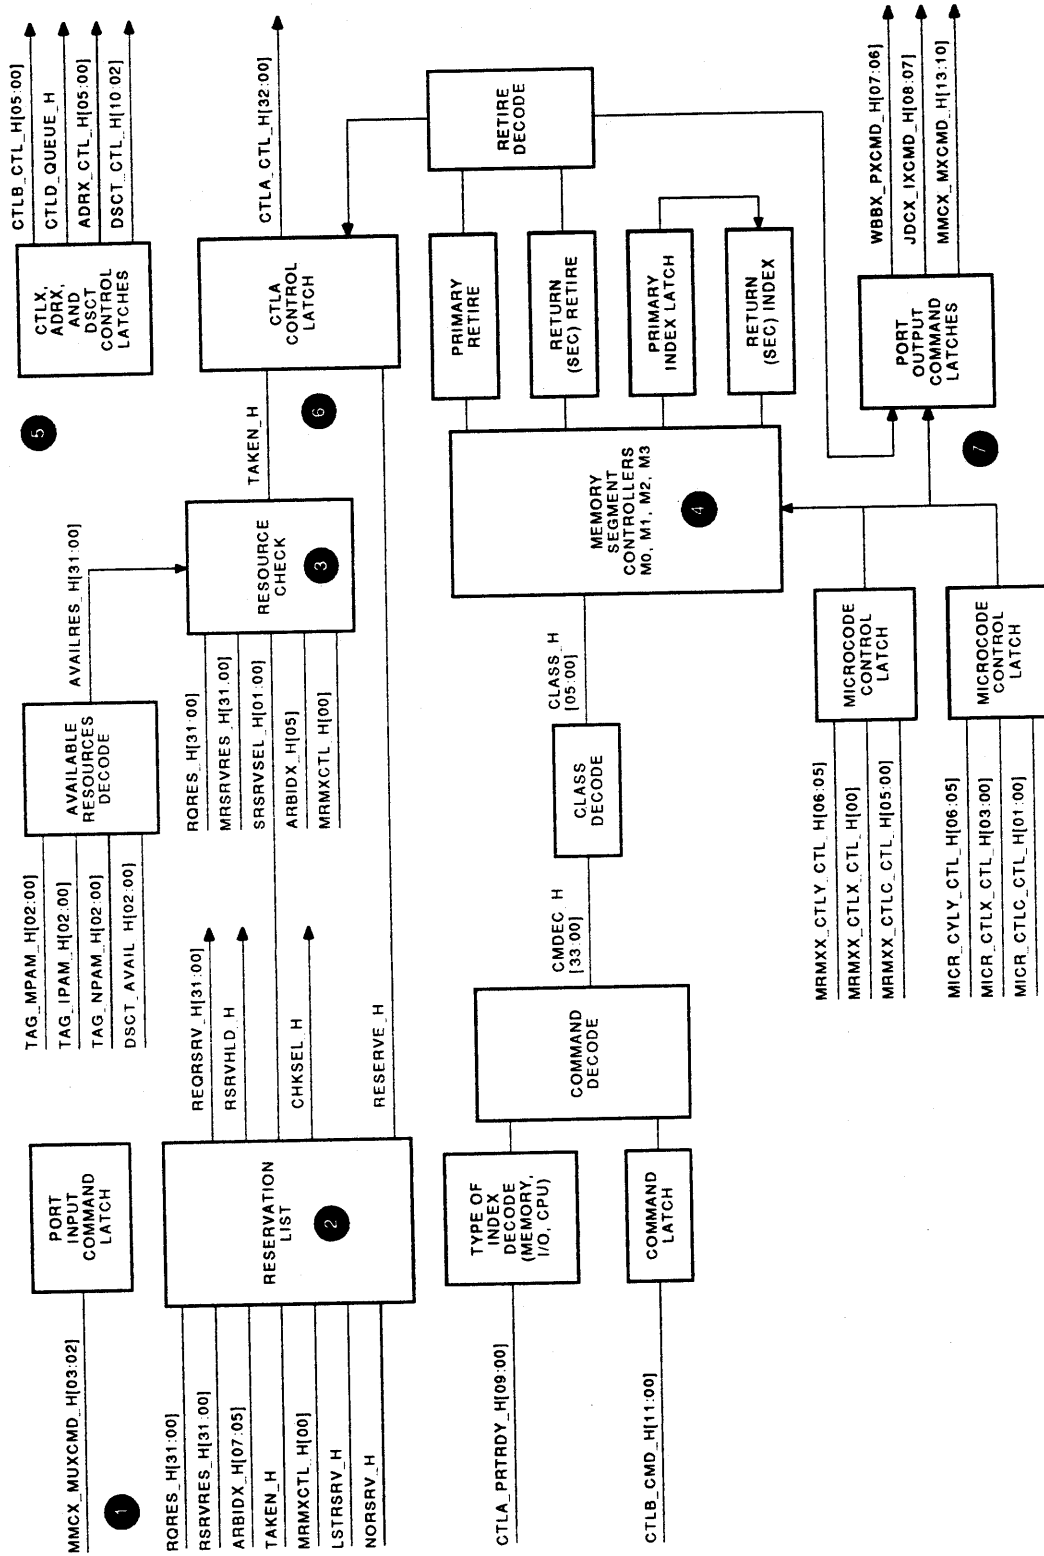 MMCX_MUXCMD_H[03:02]
1
PORT
INPUT
COMMAND
LATCH
TAG_MPAM_H[02:00]
TAG_IPAM_H[02:00]
TAG_NPAM_H[02:00]
DSCT_AVAIL_H[02:00]
AVAILABLE
RESOURCES
DECODE
AVAILRES_H[31:00]
5
CTLX,
ADRX,
AND
DSCT
CONTROL
LATCHES
CTLB_CTL_H[05:00]
CTLD_QUEUE_H
ADRX_CTL_H[05:00]
DSCT_CTL_H[10:02]
RQRES_H[31:00]
RSRVRES_H[31:00]
ARBIDX_H[07:05]
TAKEN_H
MRMXCTL_H[00]
LSTRSRV_H
NORSRV_H
RESERVATION
LIST
2
REQRSRV_H[31:00]
RSRVHLD_H
CHKSEL_H
RESERVE_H
RQRES_H[31:00]
MRSRVRES_H[31:00]
SRSRVSEL_H[01:00]
ARBIDX_H[05]
MRMXCTL_H[00]
RESOURCE
CHECK
3
TAKEN_H
6
CTLA
CONTROL
LATCH
CTLA_CTL_H[32:00]
CTLA_PRTRDY_H[09:00]
TYPE OF
INDEX
DECODE
(MEMORY,
I/O, CPU)
CTLB_CMD_H[11:00]
COMMAND
LATCH
COMMAND
DECODE
CMDEC_H
[33:00]
CLASS
DECODE
CLASS_H
[05:00]
MEMORY
SEGMENT
CONTROLLERS
M0, M1, M2, M3
4
PRIMARY
RETIRE
RETURN
(SEC) RETIRE
PRIMARY
INDEX LATCH
RETURN
(SEC) INDEX
RETIRE
DECODE
MRMXX_CTLY_CTL_H[06:05]
MRMXX_CTLX_CTL_H[00]
MRMXX_CTLC_CTL_H[05:00]
MICROCODE
CONTROL
LATCH
MICR_CYLY_CTL_H[06:05]
MICR_CTLX_CTL_H[03:00]
MICR_CTLC_CTL_H[01:00]
MICROCODE
CONTROL
LATCH
7
PORT
OUTPUT
COMMAND
LATCHES
WBBX_PXCMD_H[07:06]
JDCX_IXCMD_H[08:07]
MMCX_MXCMD_H[13:10]